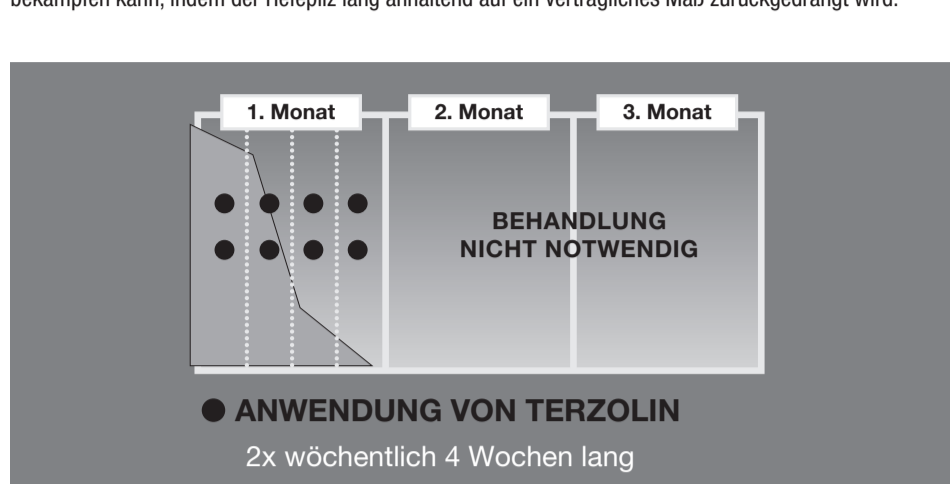 bekämpfen kann, indem der Hefepilz lang anhaltend auf ein verträgliches Maß zurückgedrängt wird.
1. Monat 2. Monat 3. Monat
BEHANDLUNG
NICHT NOTWENDIG
ANWENDUNG VON TERZOLIN
2x wöchentlich 4 Wochen lang